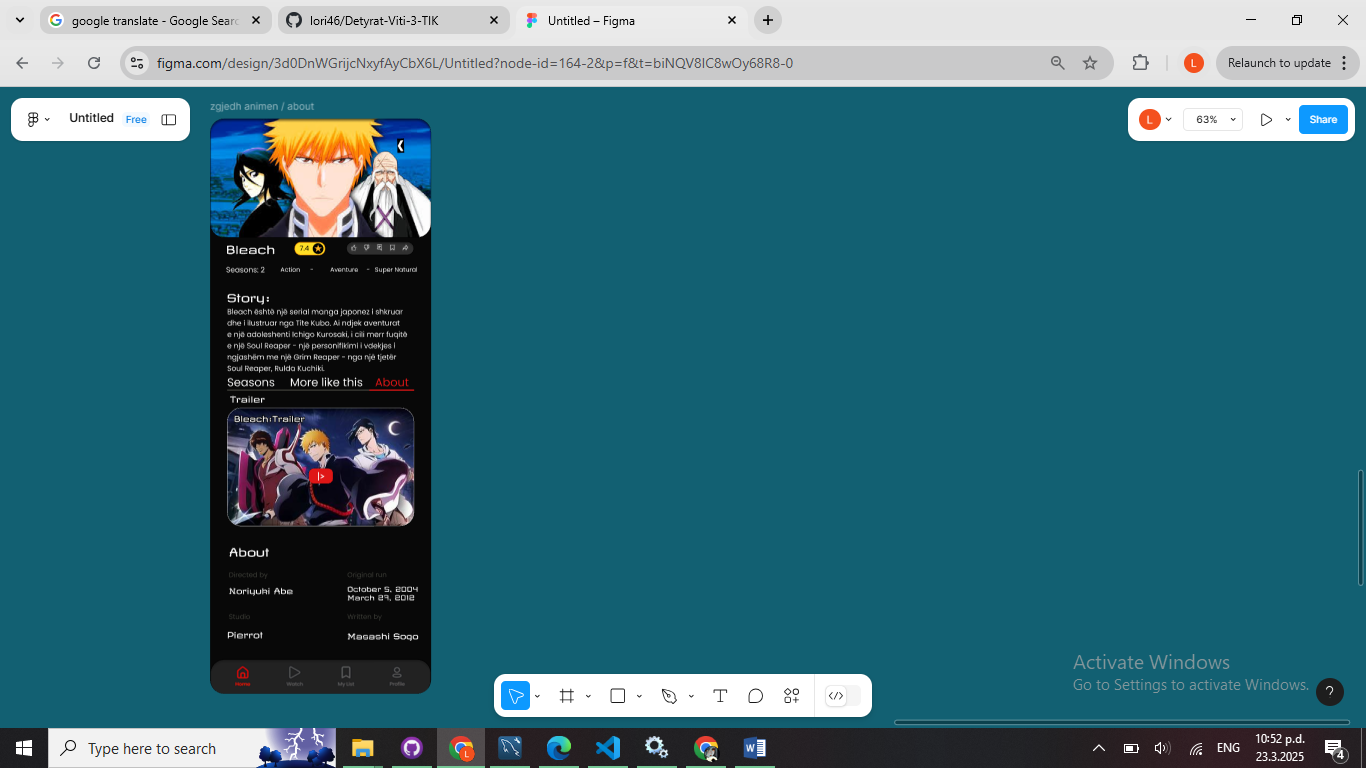 google translate - Google Searc
lori46/Detyrat-Viti-3-TIK
Untitled – Figma
figma.com/design/3d0DnWGrijcNxyfAyCbX6L/Untitled?node-id=164-2&p=f&t=biNQV8IC8wOy68R8-0
L
Relaunch to update
Untitled
Free
zgjedh animen / about
L
63%
Share
Bleach
7.4
Seasons: 2
Action
-
Aventure
-
Super Natural
Story:
Bleach është një serial manga japonez i shkruar
dhe i ilustruar nga Tite Kubo. Ai ndjek aventurat
e një adoleshenti Ichigo Kurosaki, i cili merr fuqitë
e një Soul Reaper - një personifikimi i vdekjes i
ngjashëm me një Grim Reaper - nga një tjetër
Soul Reaper, Rulda Kuchiki.
Seasons
More like this
About
Trailer
Bleach:Trailer
About
Directed by
Original run
Noriyuki Abe
October 5, 2004
March 27, 2012
Studio
Written by
Pierrot
Masashi Sogo
Home
Watch
My List
Profile
Activate Windows
Go to Settings to activate Windows.
Type here to search
L
ENG
10:52 p.d.
23.3.2025
4